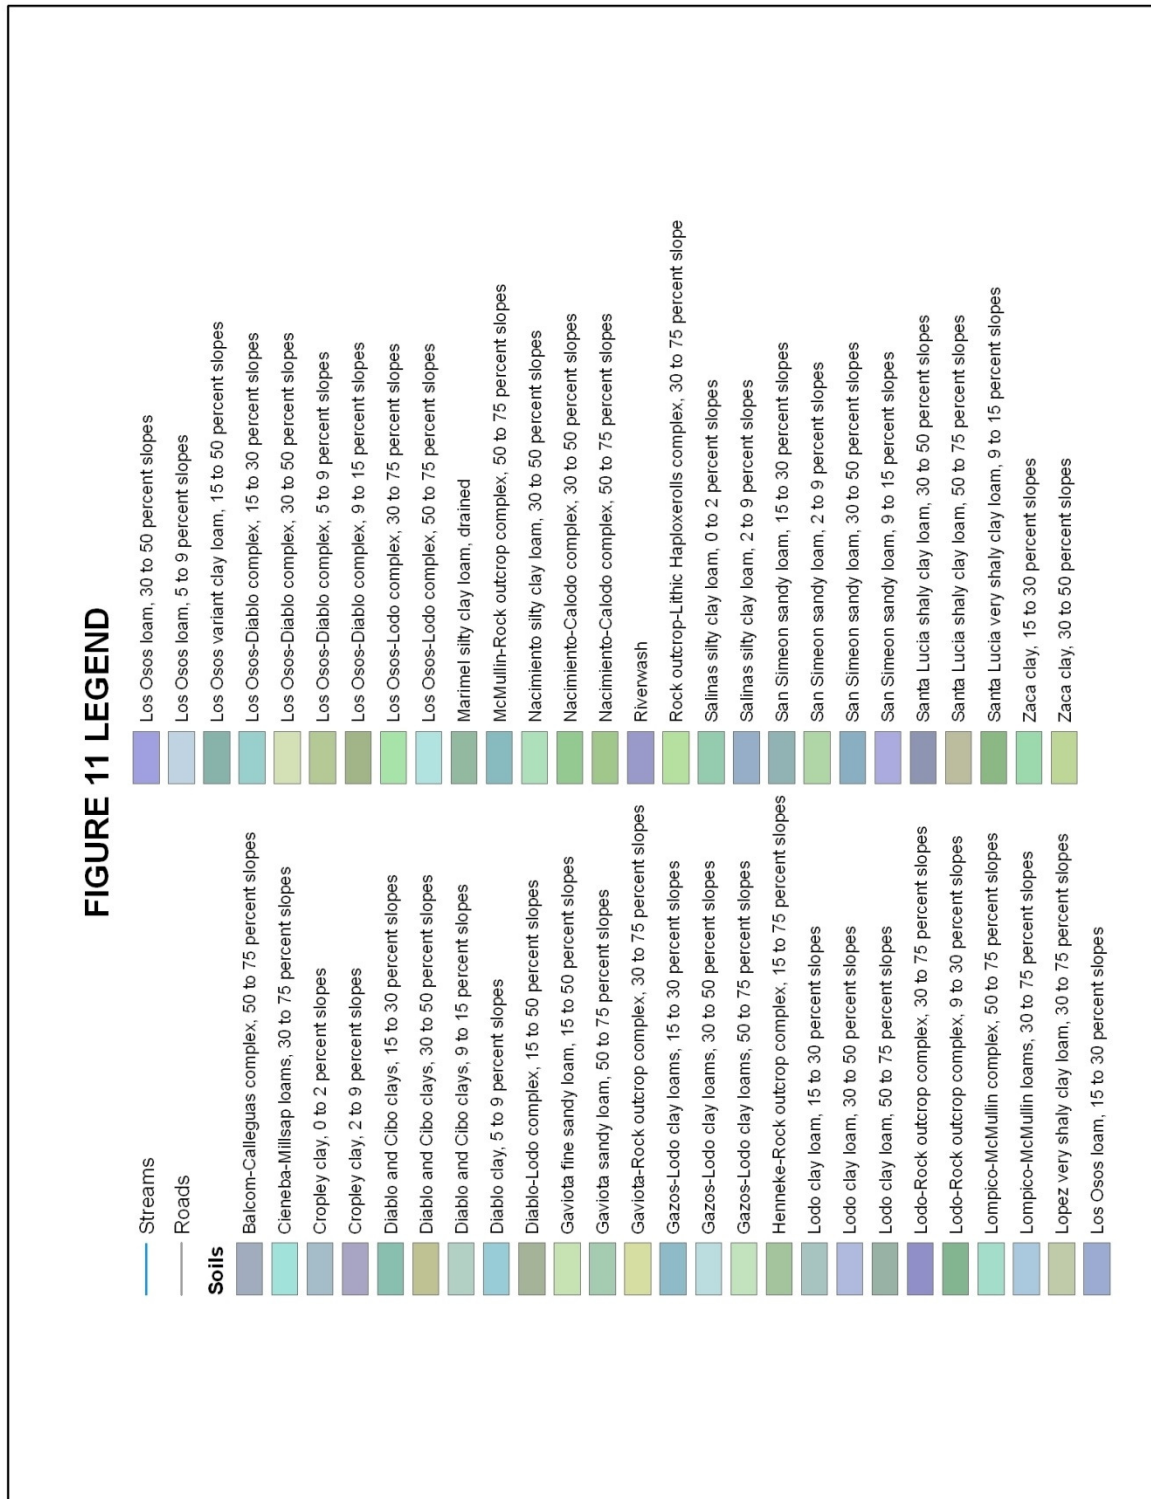 FIGURE 11 LEGEND
Streams
Roads
Soils
Balcom-Calleguas complex, 50 to 75 percent slopes
Cieneba-Millsap loams, 30 to 75 percent slopes
Cropley clay, 0 to 2 percent slopes
Cropley clay, 2 to 9 percent slopes
Diablo and Cibo clays, 15 to 30 percent slopes
Diablo and Cibo clays, 30 to 50 percent slopes
Diablo and Cibo clays, 9 to 15 percent slopes
Diablo clay, 5 to 9 percent slopes
Diablo-Lodo complex, 15 to 50 percent slopes
Gaviota fine sandy loam, 15 to 50 percent slopes
Gaviota sandy loam, 50 to 75 percent slopes
Gaviota-Rock outcrop complex, 30 to 75 percent slopes
Gazos-Lodo clay loams, 15 to 30 percent slopes
Gazos-Lodo clay loams, 30 to 50 percent slopes
Gazos-Lodo clay loams, 50 to 75 percent slopes
Henneke-Rock outcrop complex, 15 to 75 percent slopes
Lodo clay loam, 15 to 30 percent slopes
Lodo clay loam, 30 to 50 percent slopes
Lodo clay loam, 50 to 75 percent slopes
Lodo-Rock outcrop complex, 30 to 75 percent slopes
Lodo-Rock outcrop complex, 9 to 30 percent slopes
Lompico-McMullin complex, 50 to 75 percent slopes
Lompico-McMullin loams, 30 to 75 percent slopes
Lopez very shaly clay loam, 30 to 75 percent slopes
Los Osos loam, 15 to 30 percent slopes
Los Osos loam, 30 to 50 percent slopes
Los Osos loam, 5 to 9 percent slopes
Los Osos variant clay loam, 15 to 50 percent slopes
Los Osos-Diablo complex, 15 to 30 percent slopes
Los Osos-Diablo complex, 30 to 50 percent slopes
Los Osos-Diablo complex, 5 to 9 percent slopes
Los Osos-Diablo complex, 9 to 15 percent slopes
Los Osos-Lodo complex, 30 to 75 percent slopes
Los Osos-Lodo complex, 50 to 75 percent slopes
Marimel silty clay loam, drained
McMullin-Rock outcrop complex, 50 to 75 percent slopes
Nacimiento silty clay loam, 30 to 50 percent slopes
Nacimiento-Calodo complex, 30 to 50 percent slopes
Nacimiento-Calodo complex, 50 to 75 percent slopes
Riverwash
Rock outcrop-Lithic Haploxerolls complex, 30 to 75 percent slope
Salinas silty clay loam, 0 to 2 percent slopes
Salinas silty clay loam, 2 to 9 percent slopes
San Simeon sandy loam, 15 to 30 percent slopes
San Simeon sandy loam, 2 to 9 percent slopes
San Simeon sandy loam, 30 to 50 percent slopes
San Simeon sandy loam, 9 to 15 percent slopes
Santa Lucia shaly clay loam, 30 to 50 percent slopes
Santa Lucia shaly clay loam, 50 to 75 percent slopes
Santa Lucia very shaly clay loam, 9 to 15 percent slopes
Zaca clay, 15 to 30 percent slopes
Zaca clay, 30 to 50 percent slopes